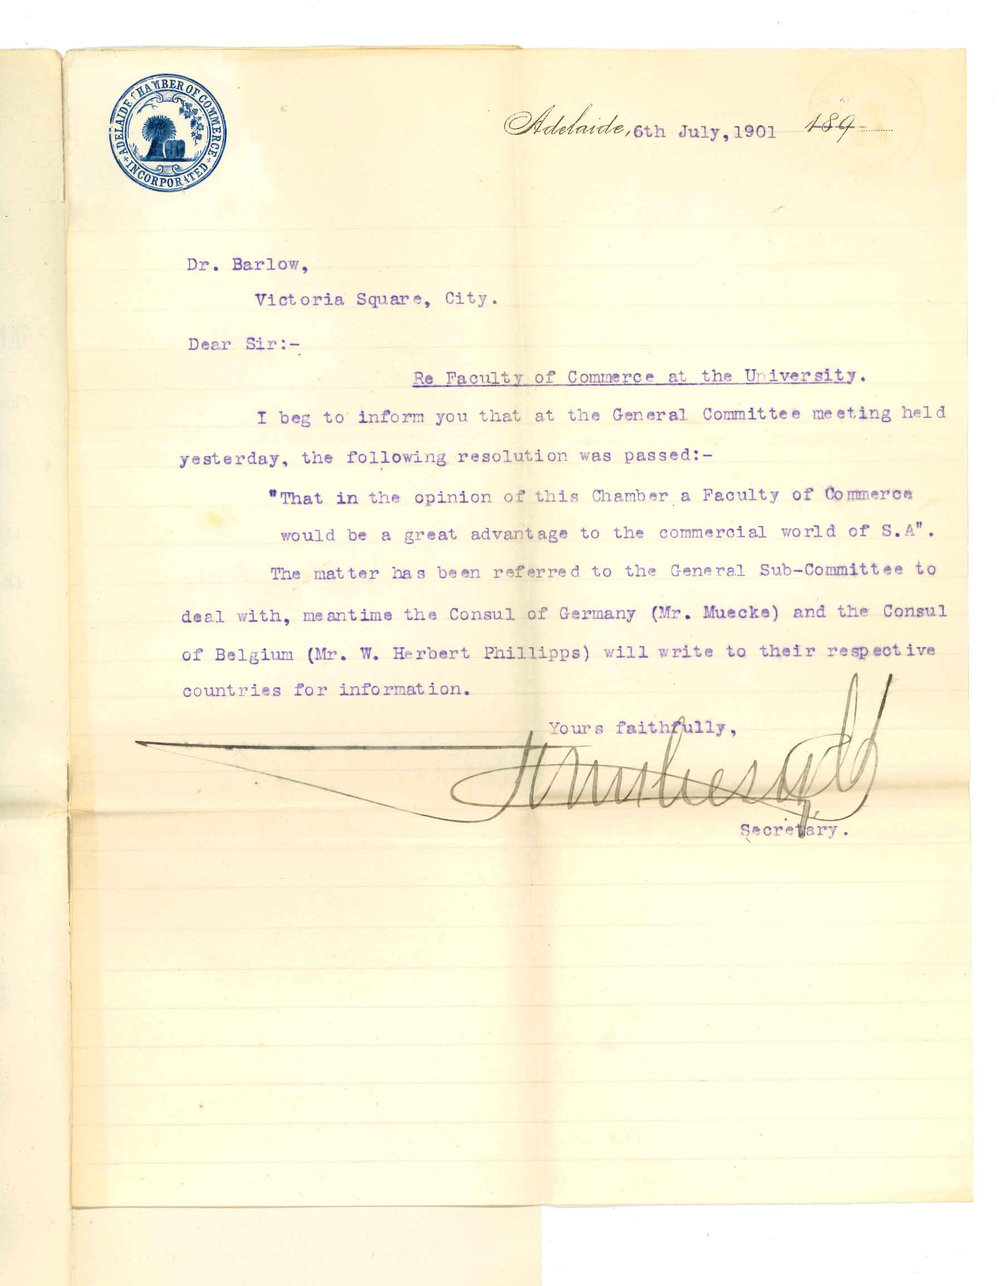 ADELAIDE CHAMBER OF COMMERCE
INCORPORATED
Adelaide, 6th July, 1901 189
Dr. Barlow,
Victoria Square, City.
Dear Sir:-
Re Faculty of Commerce at the University.
I beg to inform you that at the General Committee meeting held
yesterday, the following resolution was passed:-
"That in the opinion of this Chamber a Faculty of Commerce
would be a great advantage to the commercial world of S.A".
The matter has been referred to the General Sub-Committee to
deal with, meantime the Consul of Germany (Mr. Muecke) and the Consul
of Belgium (Mr. W. Herbert Phillipps) will write to their respective
countries for information.
Yours faithfully,
Secretary.